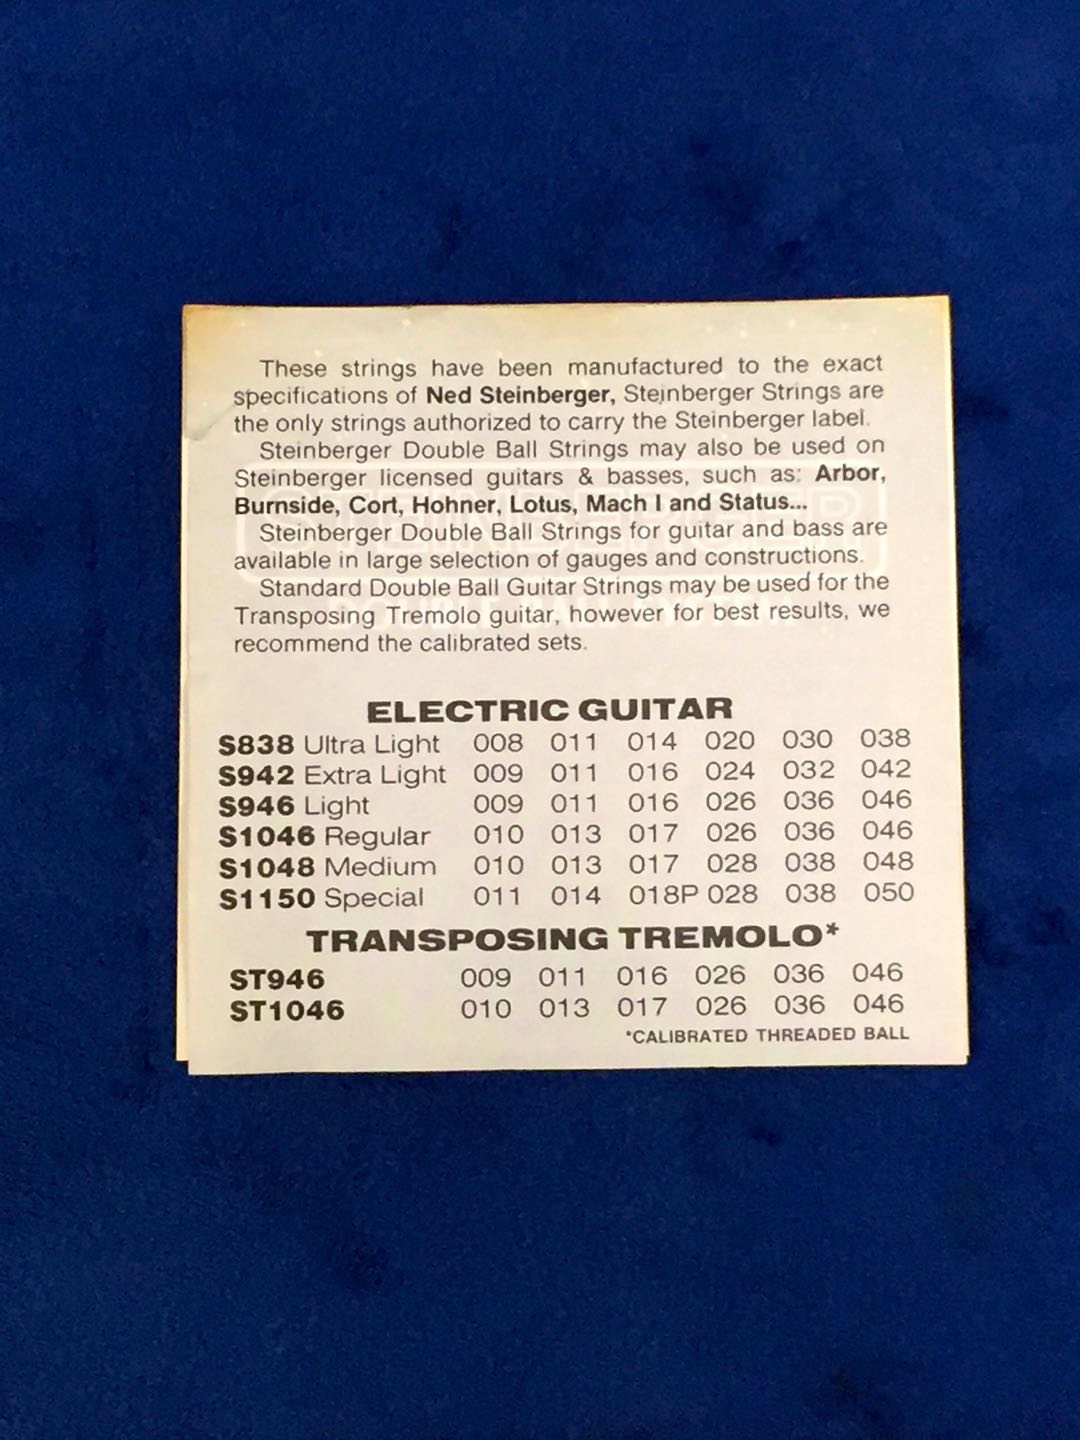 These strings have been manufactured to the exact
specifications of Ned Steinberger, Steinberger Strings are
the only strings authorized to carry the Steinberger label.
Steinberger Double Ball Strings may also be used on
Steinberger licensed guitars & basses, such as: Arbor,
Burnside, Cort, Hohner, Lotus, Mach I and Status...
Steinberger Double Ball Strings for guitar and bass are
available in large selection of gauges and constructions.
Standard Double Ball Guitar Strings may be used for the
Transposing Tremolo guitar, however for best results, we
recommend the calibrated sets.
ELECTRIC GUITAR
S838 Ultra Light 008 011 014 020 030 038
S942 Extra Light 009 011 016 024 032 042
S946 Light 009 011 016 026 036 046
S1046 Regular 010 013 017 026 036 046
S1048 Medium 010 013 017 028 038 048
S1150 Special 011 014 018P 028 038 050
TRANSPOSING TREMOLO*
ST946 009 011 016 026 036 046
ST1046 010 013 017 026 036 046
*CALIBRATED THREADED BALL